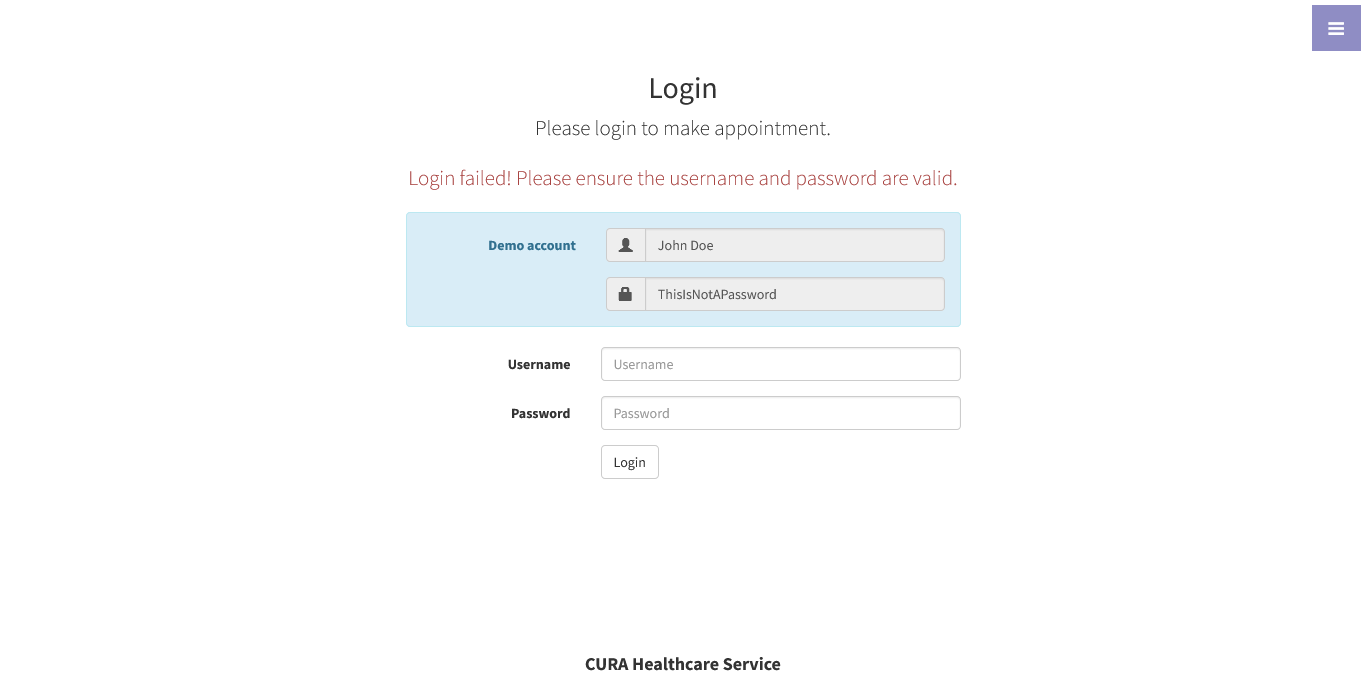 Login
Please login to make appointment.
Login failed! Please ensure the username and password are valid.
Demo account
John Doe
ThisIsNotAPassword
Username
Username
Password
Password
Login
CURA Healthcare Service